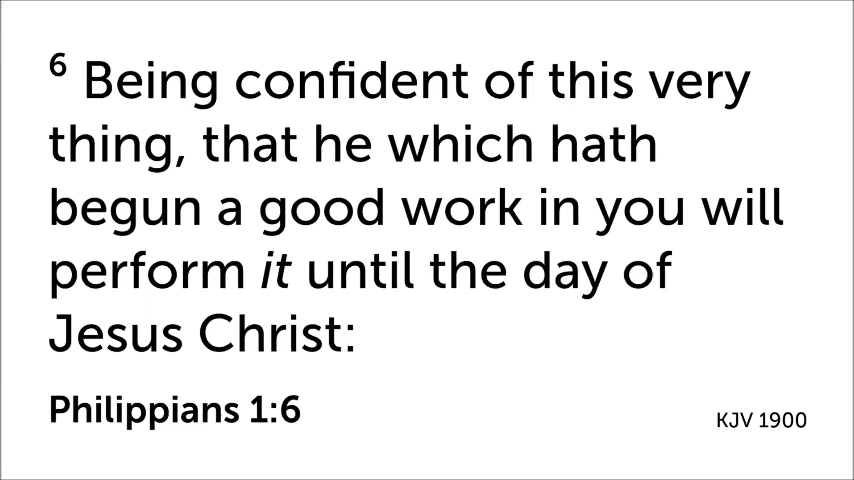 6 Being confident of this very
thing, that he which hath
begun a good work in you will
perform it until the day of
Jesus Christ:
Philippians 1:6
KJV 1900